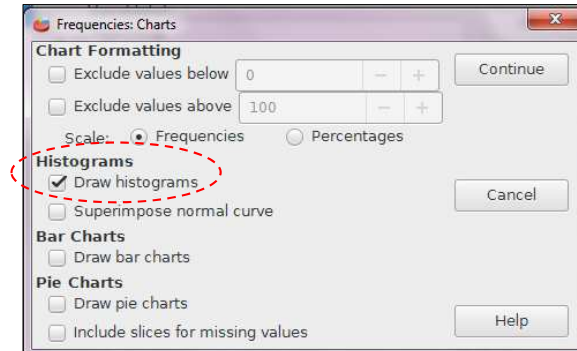 Frequencies: Charts
Chart Formatting
Exclude values below 0 − +
Continue
Exclude values above 100 − +
Scale: Frequencies Percentages
Histograms
Draw histograms
Cancel
Superimpose normal curve
Bar Charts
Draw bar charts
Pie Charts
Draw pie charts
Include slices for missing values
Help